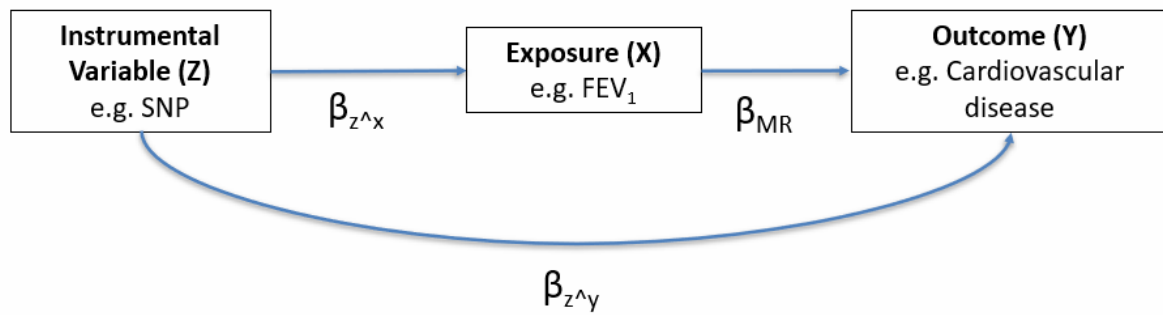 Instrumental
Variable (Z)
e.g. SNP
Exposure (X)
e.g. FEV₁
Outcome (Y)
e.g. Cardiovascular
disease
βz^x
βMR
βz^y